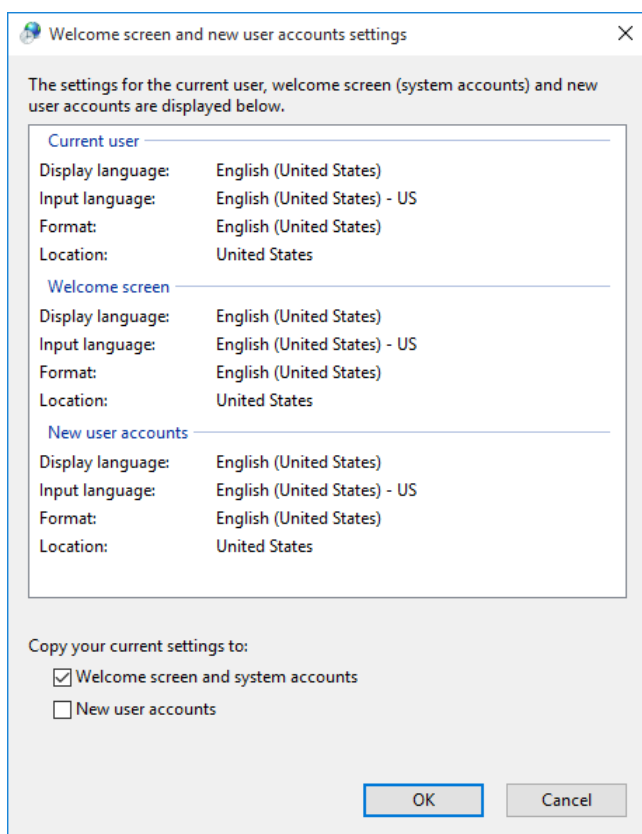 Welcome screen and new user accounts settings
The settings for the current user, welcome screen (system accounts) and new
user accounts are displayed below.
Current user
Display language: English (United States)
Input language: English (United States) - US
Format: English (United States)
Location: United States
Welcome screen
Display language: English (United States)
Input language: English (United States) - US
Format: English (United States)
Location: United States
New user accounts
Display language: English (United States)
Input language: English (United States) - US
Format: English (United States)
Location: United States
Copy your current settings to:
Welcome screen and system accounts
New user accounts
OK Cancel